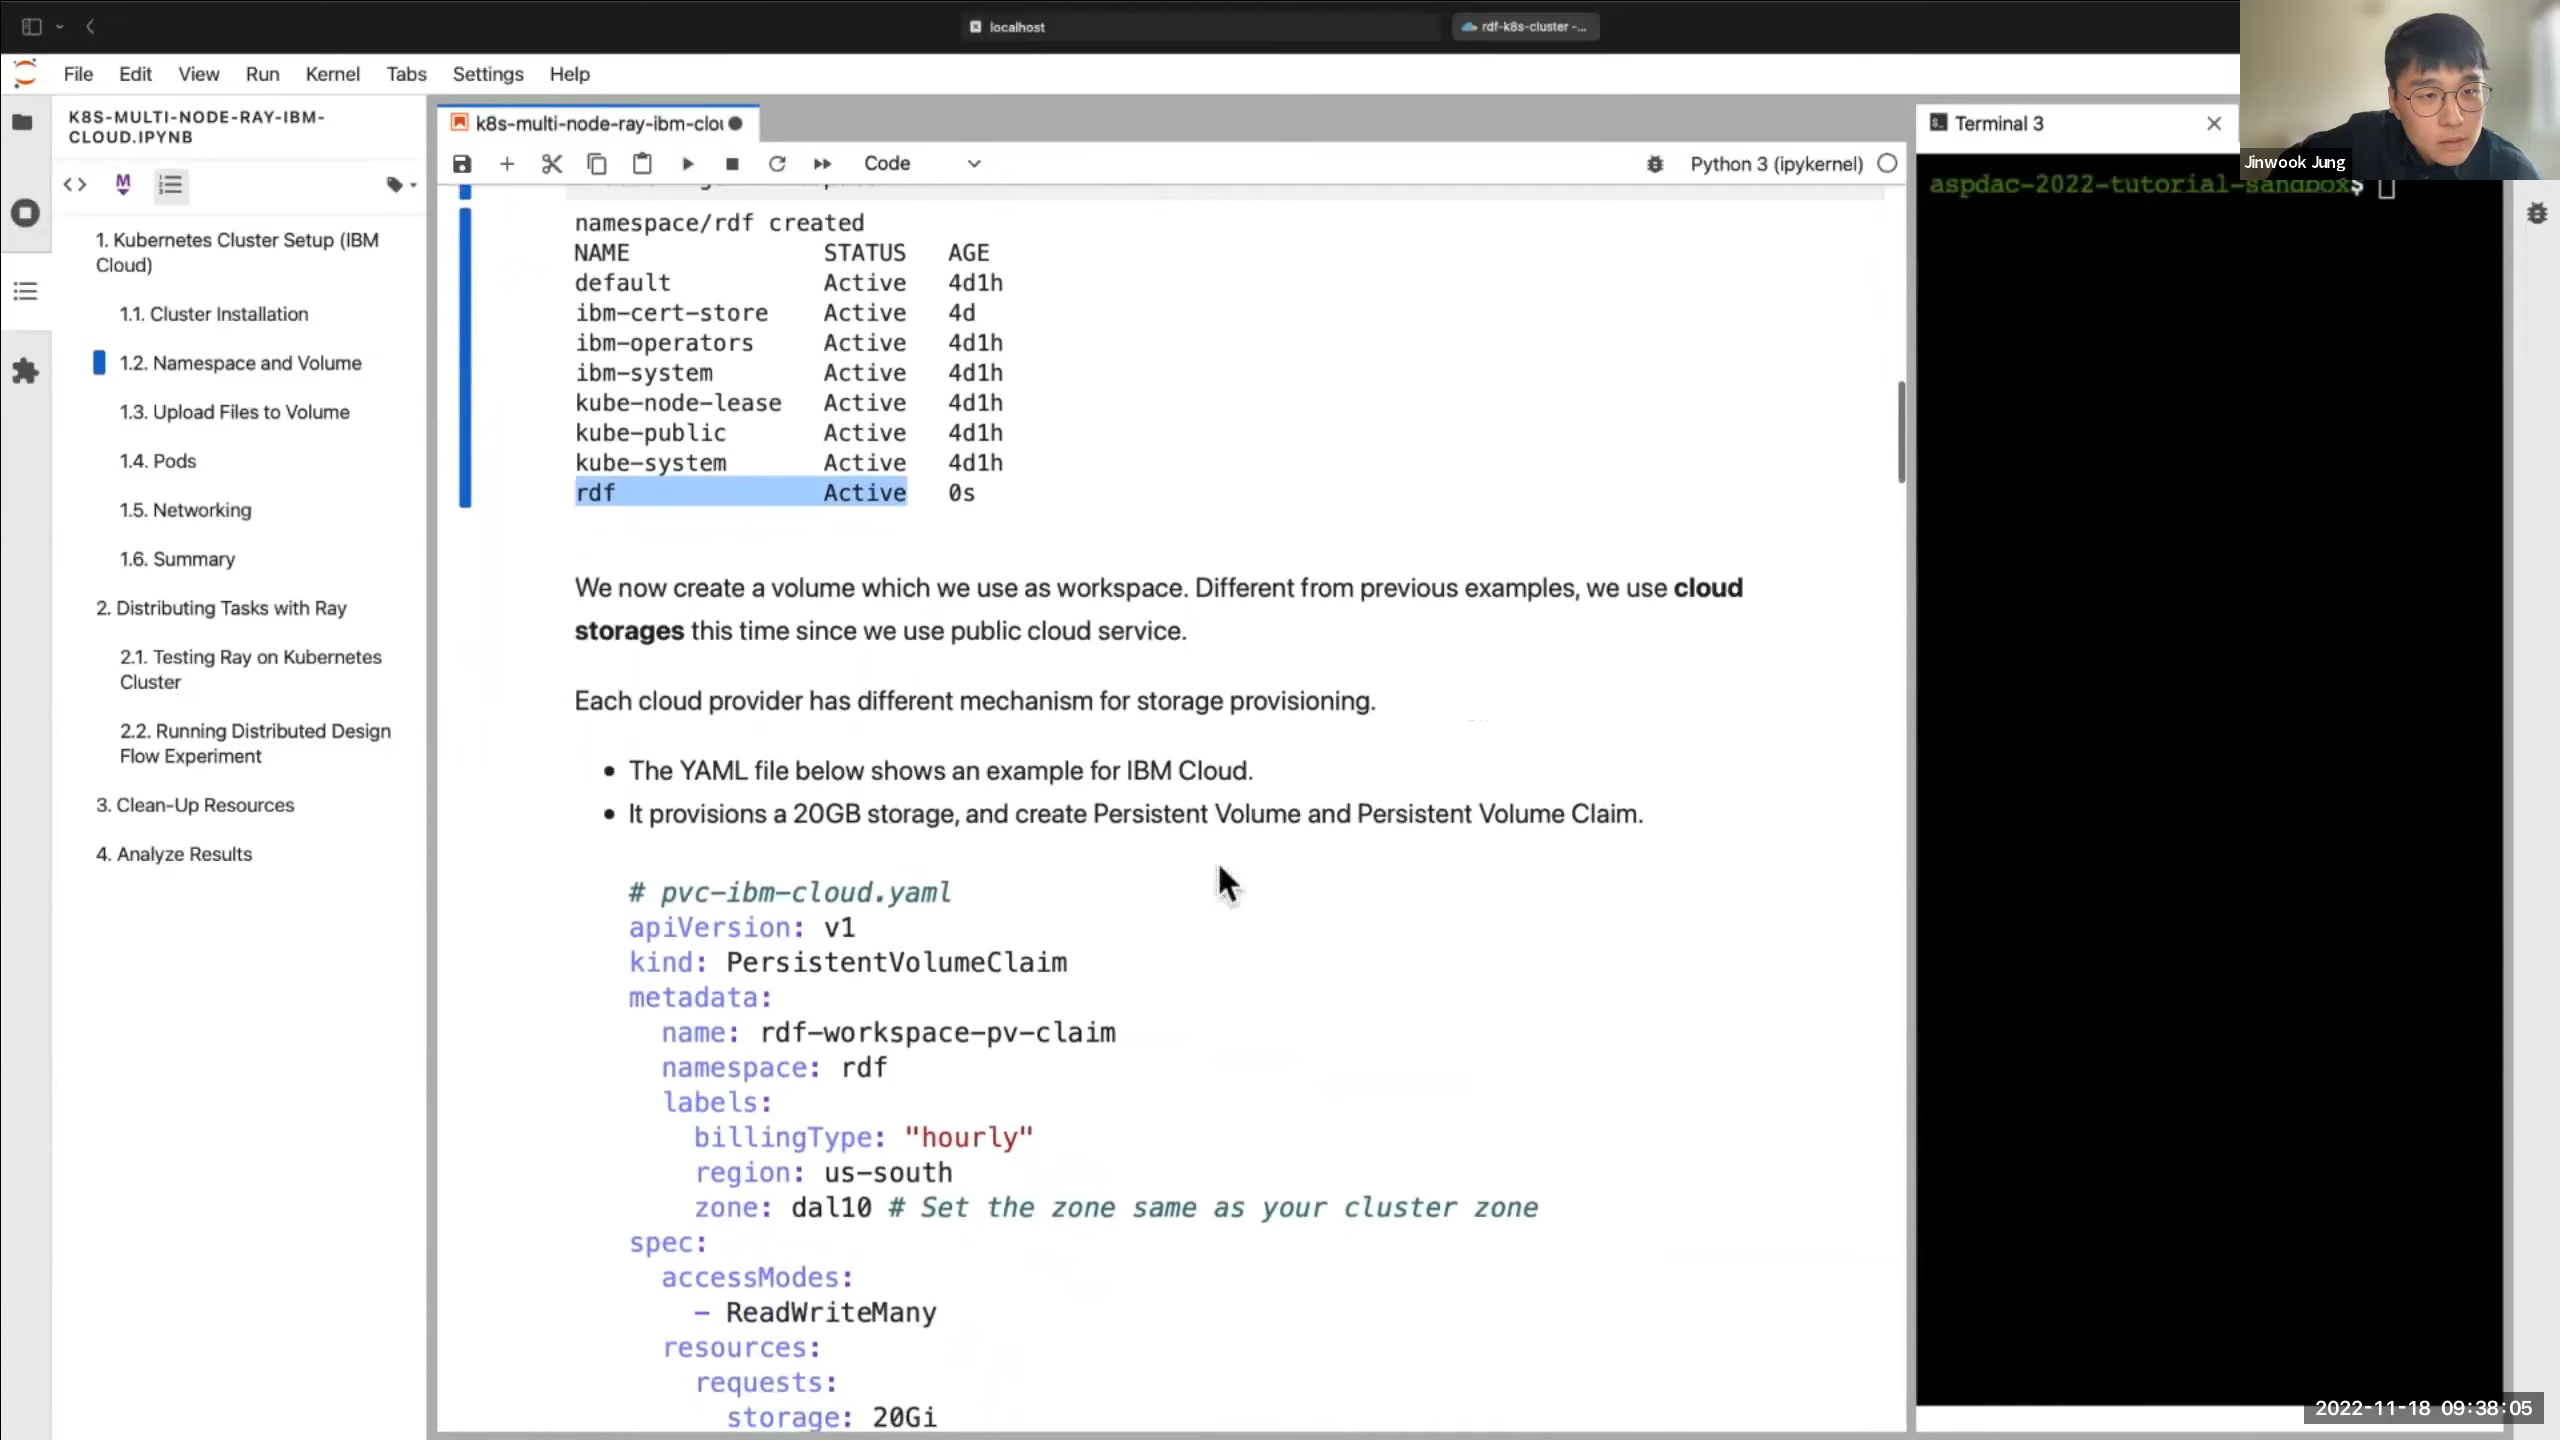 localhost
rdf-k8s-cluster -...
File Edit View Run Kernel Tabs Settings Help
Jinwook Jung
K8S-MULTI-NODE-RAY-IBM-
CLOUD.IPYNB
k8s-multi-node-ray-ibm-clou
Terminal 3
Code
Python 3 (ipykernel)
aspdac-2022-tutorial-sandbox$
1. Kubernetes Cluster Setup (IBM
Cloud)
1.1. Cluster Installation
1.2. Namespace and Volume
1.3. Upload Files to Volume
1.4. Pods
1.5. Networking
1.6. Summary
2. Distributing Tasks with Ray
2.1. Testing Ray on Kubernetes
Cluster
2.2. Running Distributed Design
Flow Experiment
3. Clean-Up Resources
4. Analyze Results
namespace/rdf created
NAME STATUS AGE
default Active 4d1h
ibm-cert-store Active 4d
ibm-operators Active 4d1h
ibm-system Active 4d1h
kube-node-lease Active 4d1h
kube-public Active 4d1h
kube-system Active 4d1h
rdf Active 0s
We now create a volume which we use as workspace. Different from previous examples, we use cloud
storages this time since we use public cloud service.
Each cloud provider has different mechanism for storage provisioning.
• The YAML file below shows an example for IBM Cloud.
• It provisions a 20GB storage, and create Persistent Volume and Persistent Volume Claim.
# pvc-ibm-cloud.yaml
apiVersion: v1
kind: PersistentVolumeClaim
metadata:
name: rdf-workspace-pv-claim
namespace: rdf
labels:
billingType: "hourly"
region: us-south
zone: dal10 # Set the zone same as your cluster zone
spec:
accessModes:
- ReadWriteMany
resources:
requests:
storage: 20Gi
2022-11-18 09:38:05